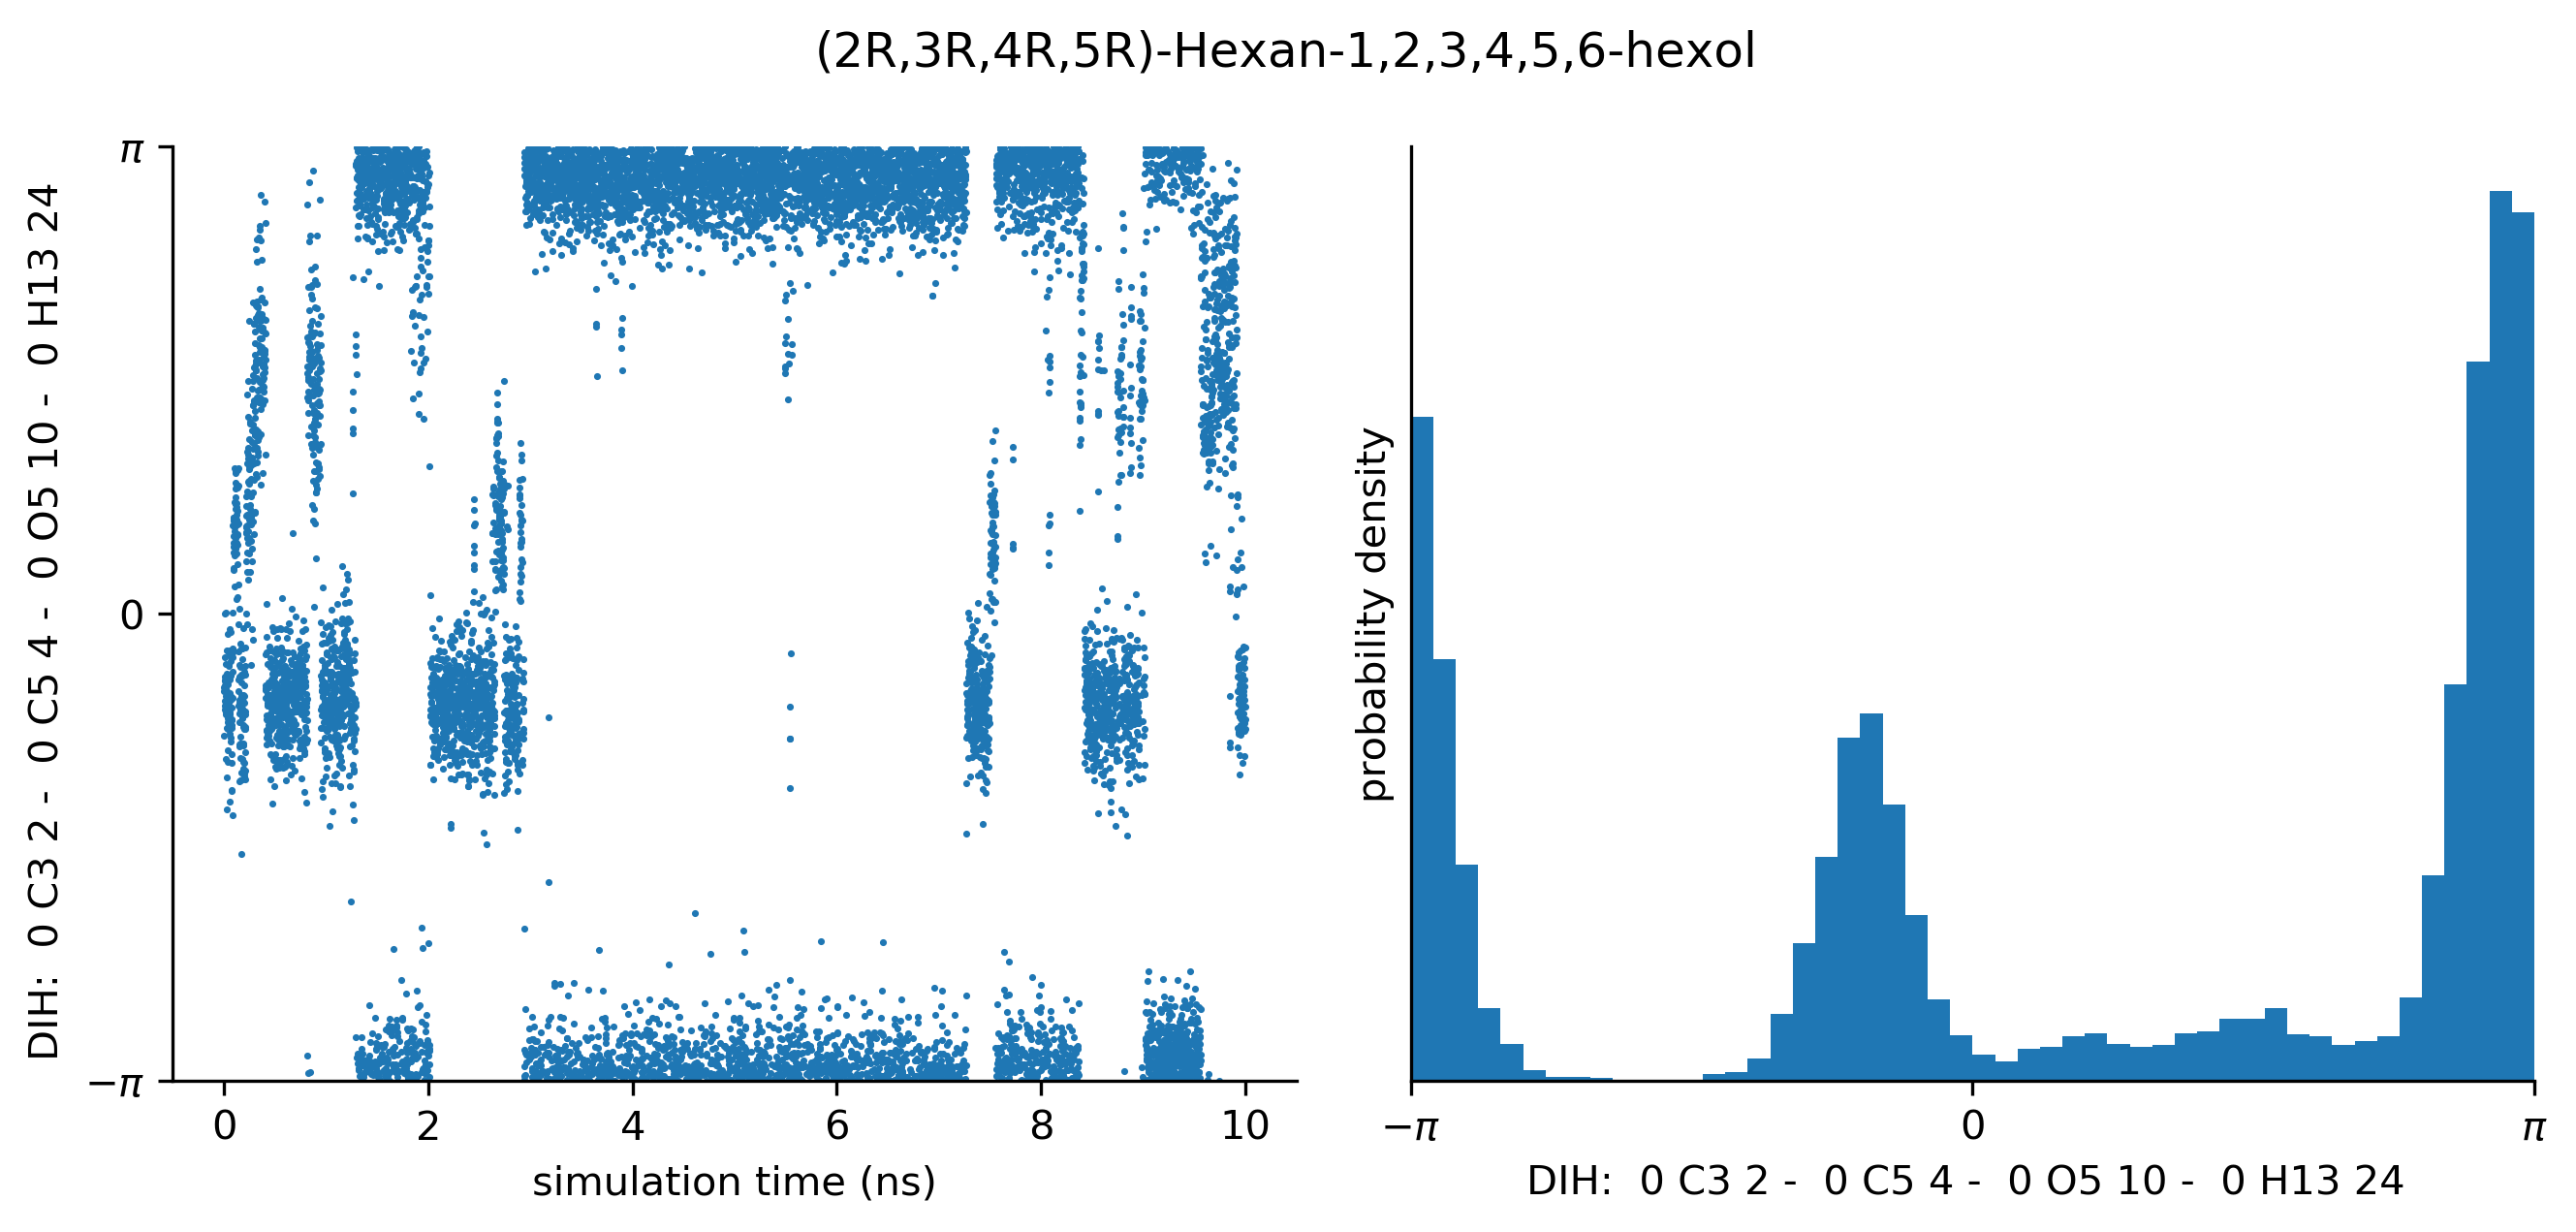 (2R,3R,4R,5R)-Hexan-1,2,3,4,5,6-hexol
DIH:  0 C3 2 -  0 C5 4 -  0 O5 10 -  0 H13 24
π
0
−π
0 2 4 6 8 10
simulation time (ns)
probability density
−π 0 π
DIH:  0 C3 2 -  0 C5 4 -  0 O5 10 -  0 H13 24